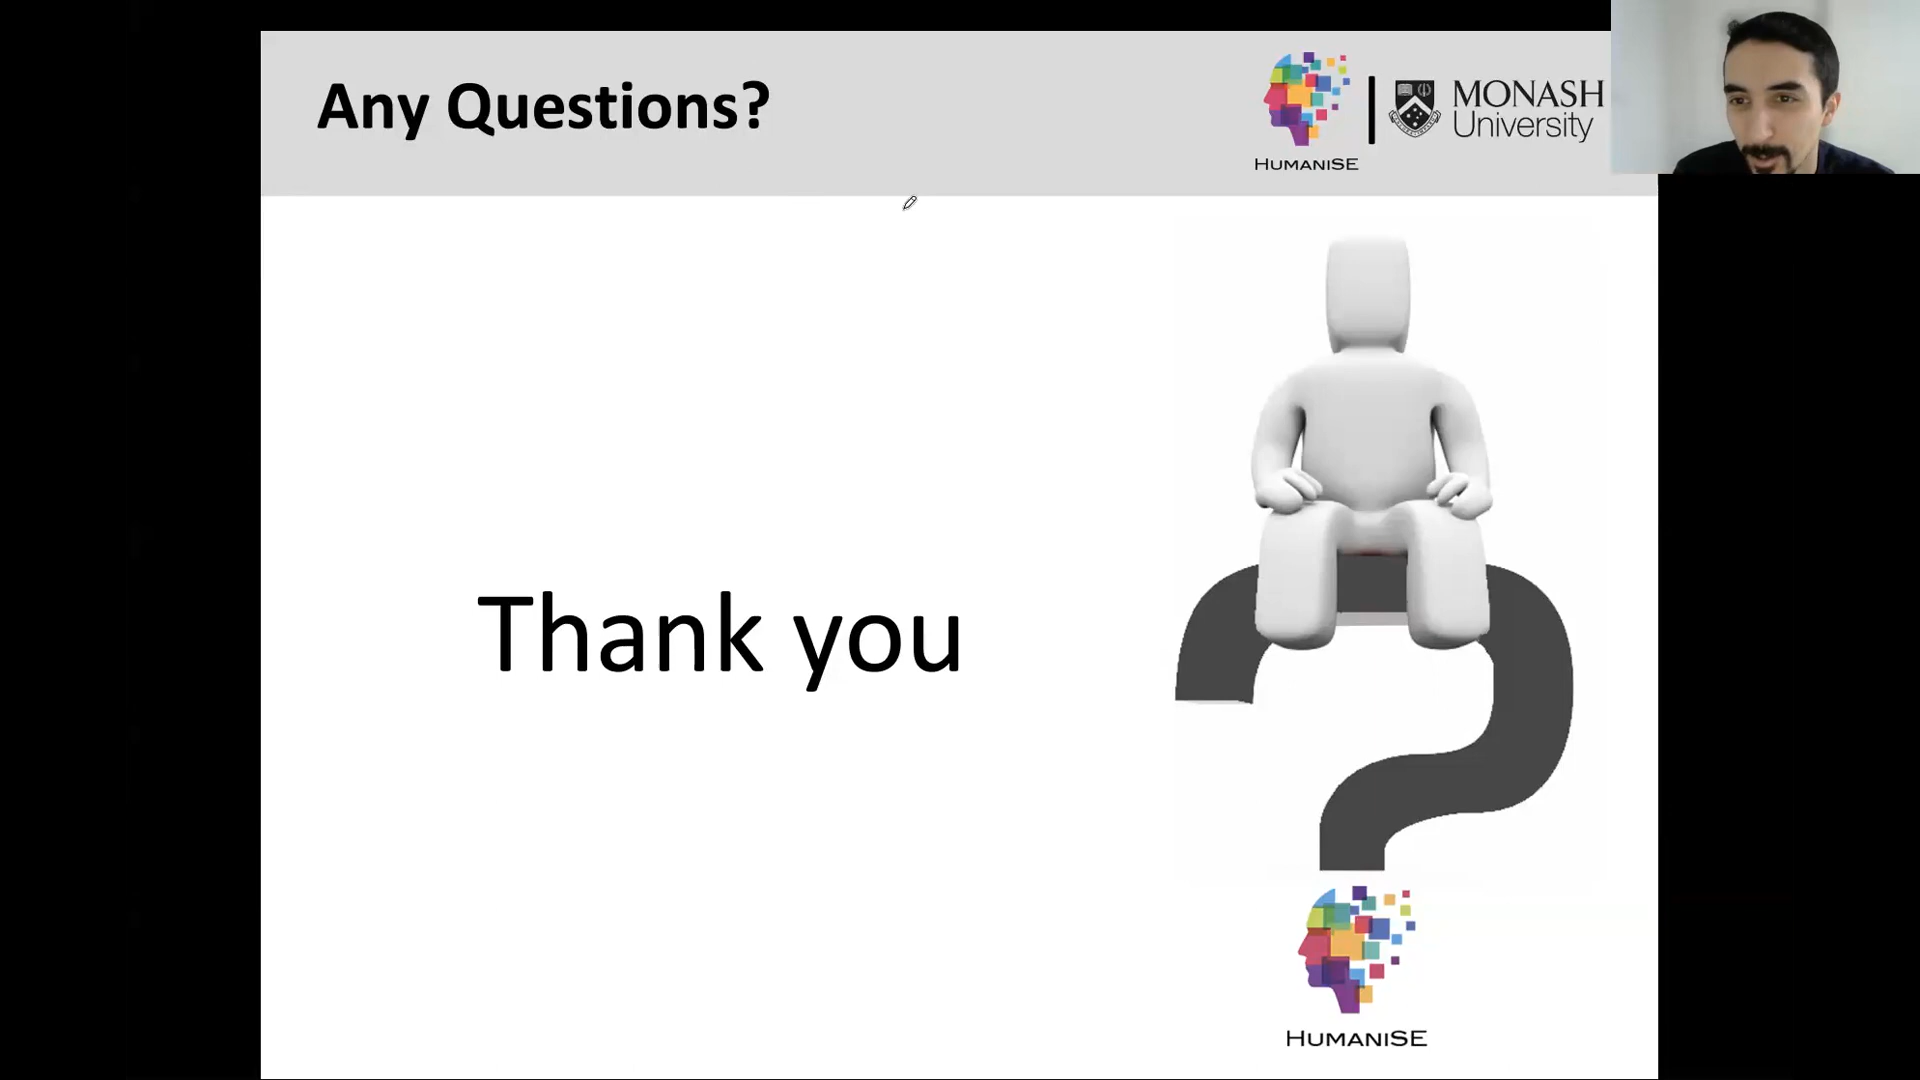 Any Questions?
HUMANISE
MONASH
University
Thank you
HUMANISE